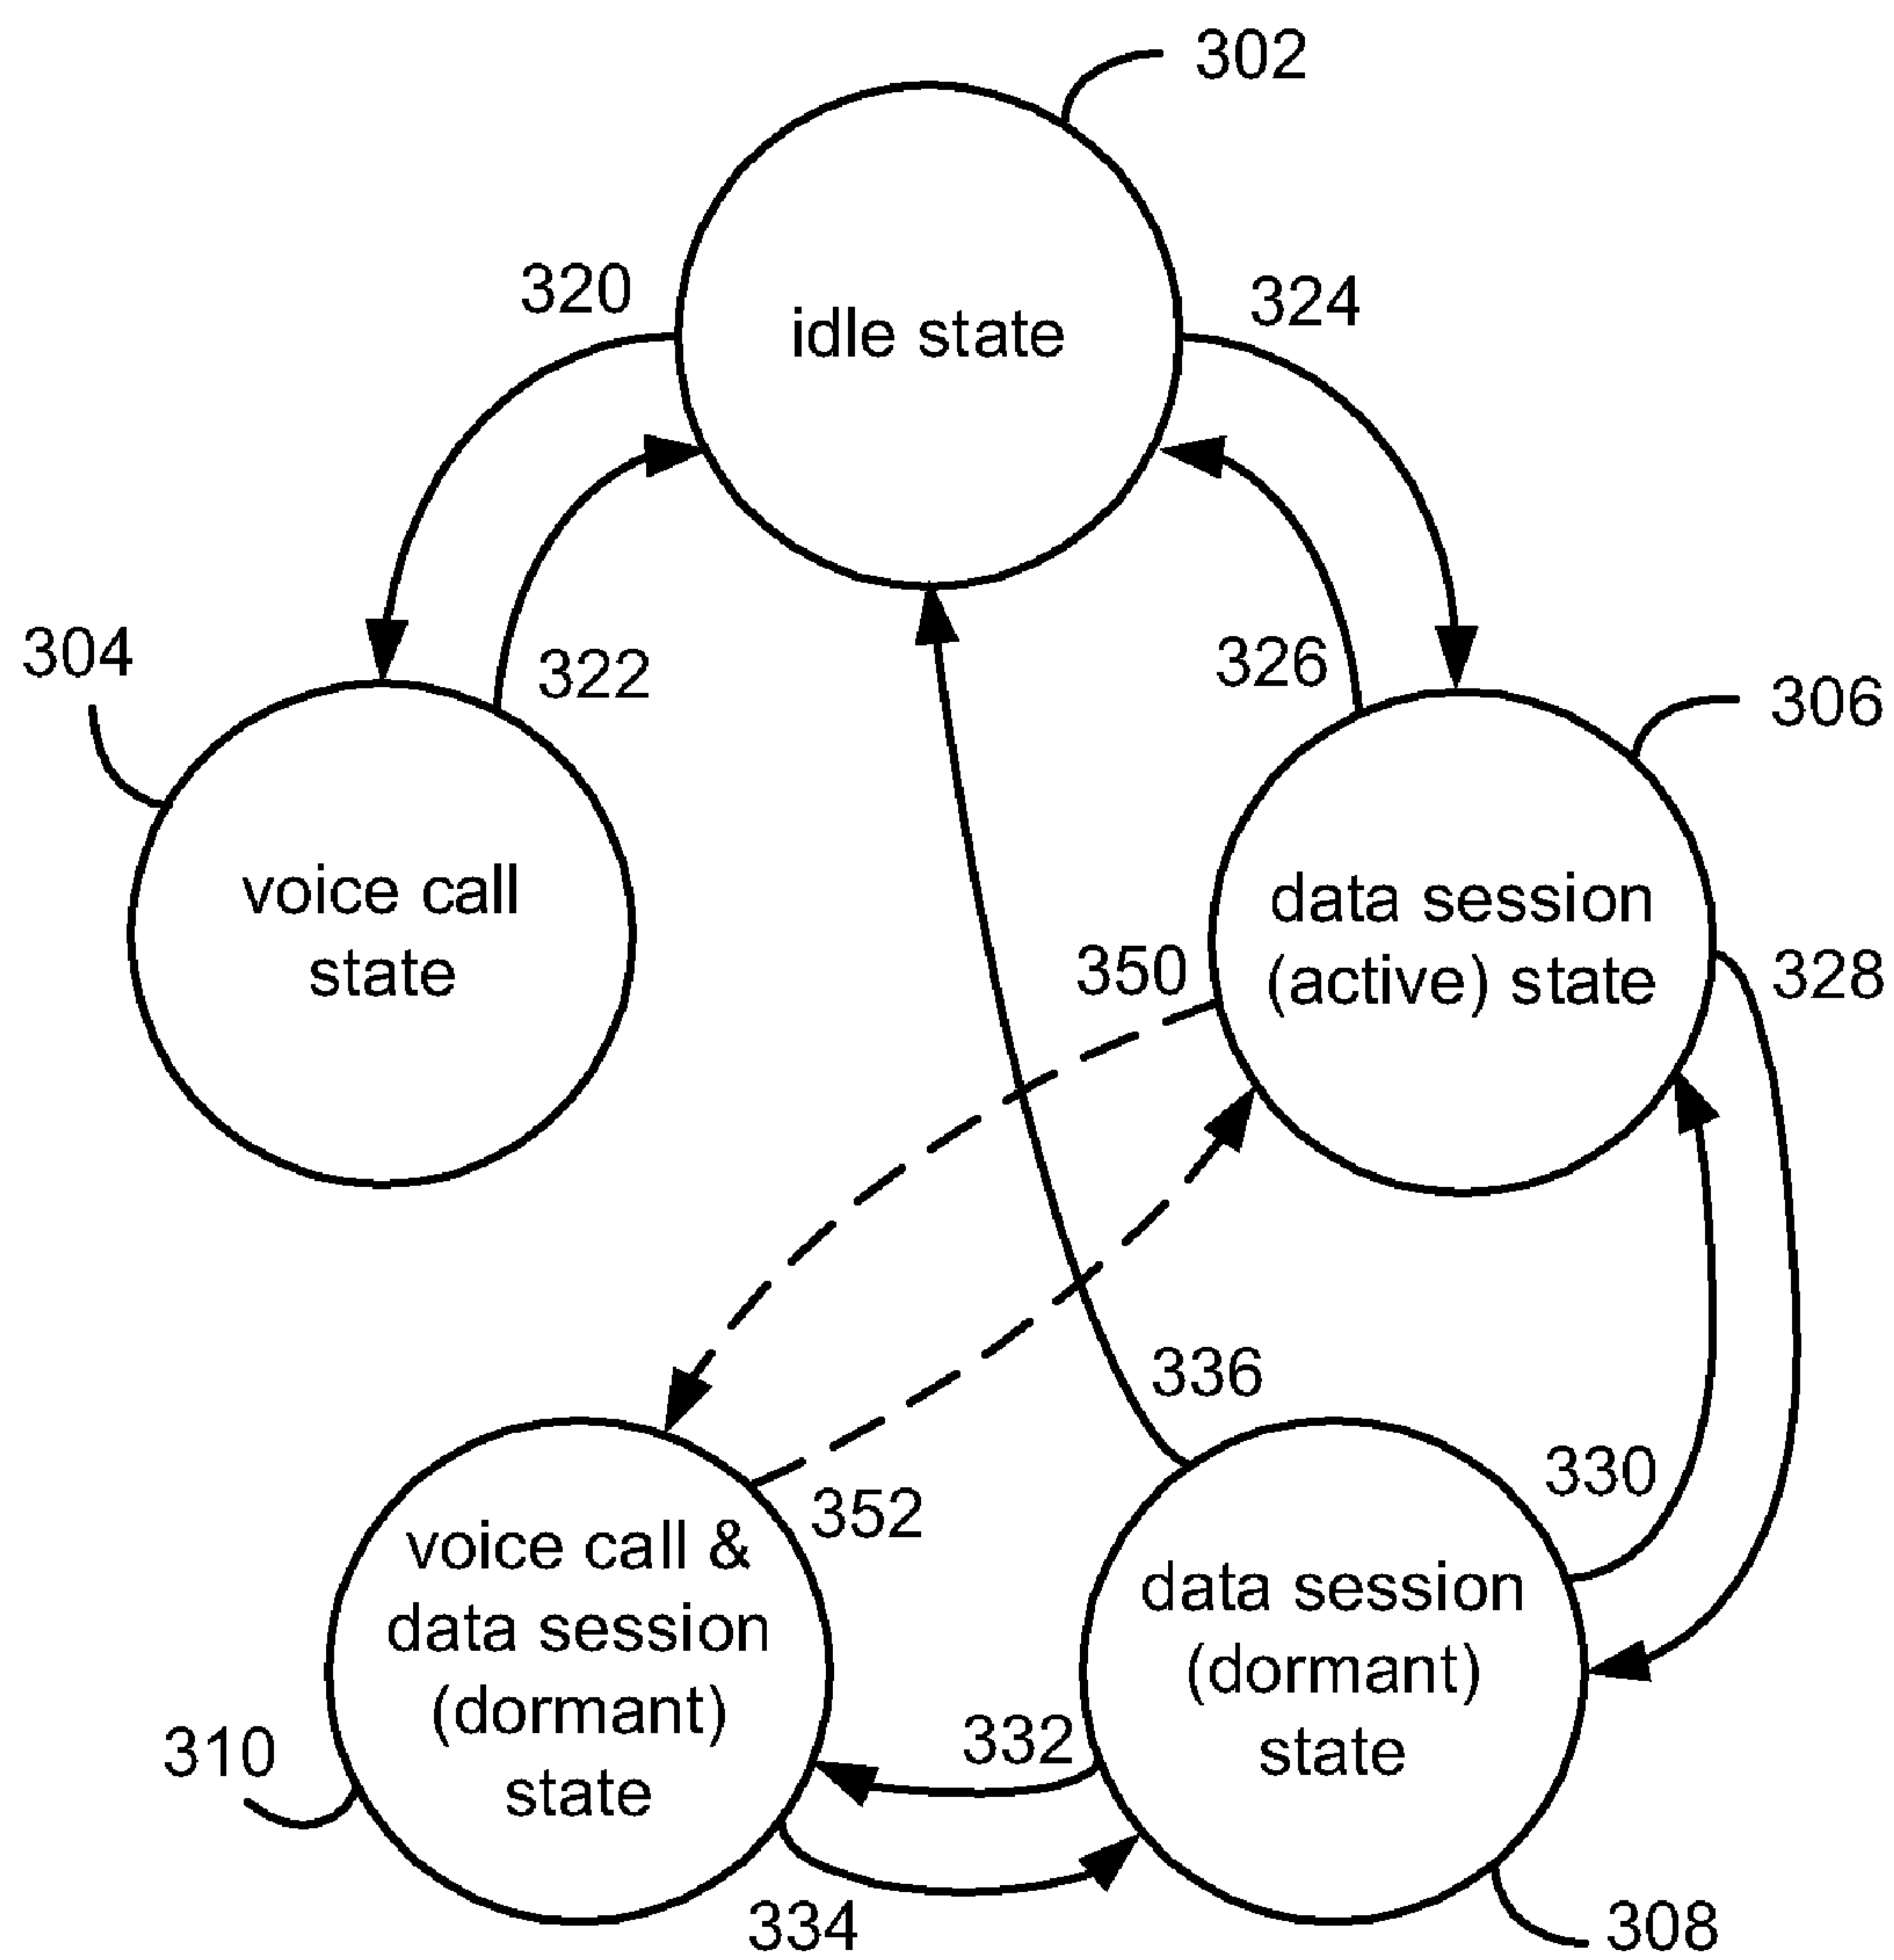 302
320
324
idle state
304
322
326
306
voice call
state
data session
(active) state
350
328
336
330
352
voice call &
data session
(dormant)
state
data session
(dormant)
state
310
332
334
308